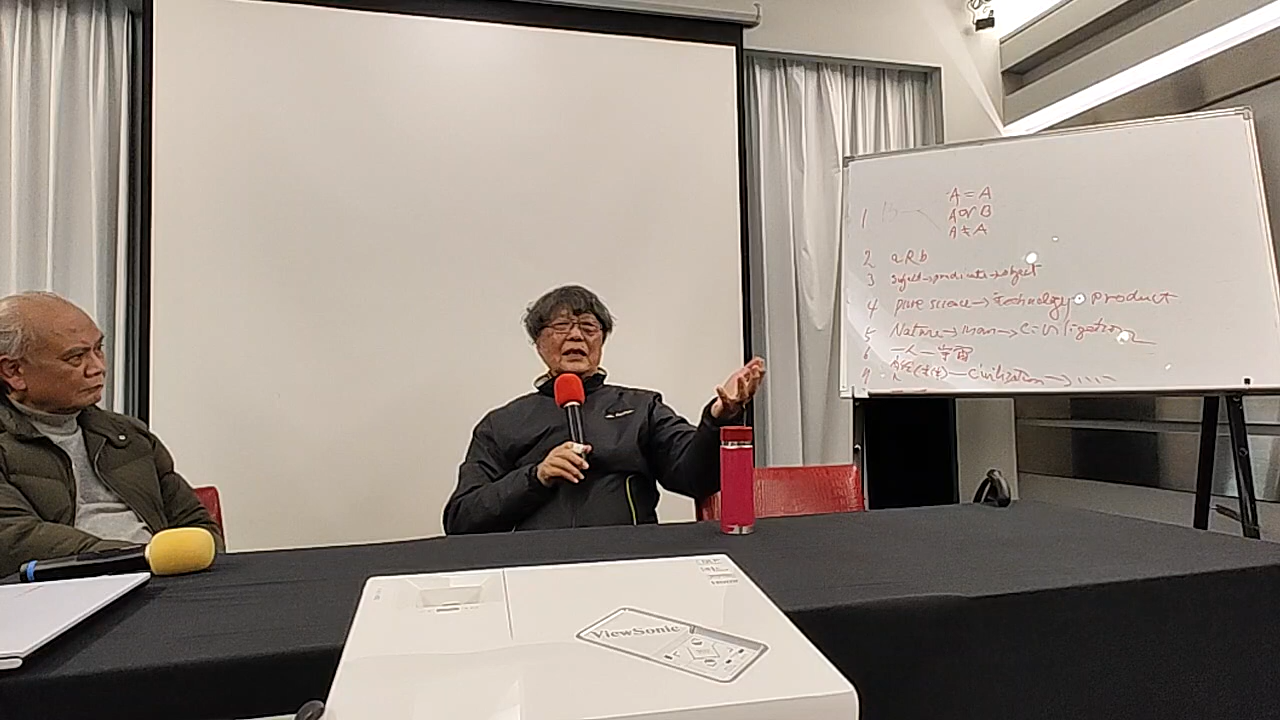 A = A
1 A or B
A ≠ A
2 aRb
3 subject→predicate→object
4 pure science→technology→product
5 Nature→man→Civilization
6 一人一宇宙
7 —civilization→....
ViewSonic